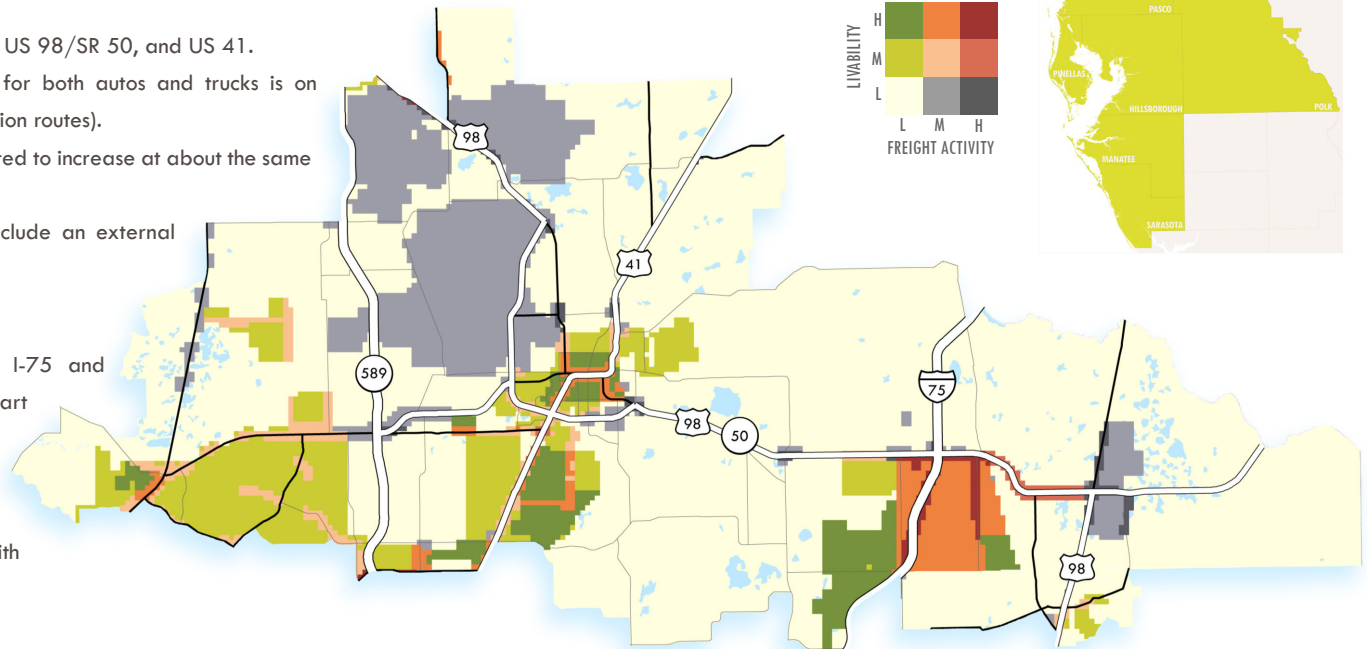 US 98/SR 50, and US 41.
for both autos and trucks is on
ion routes).
ted to increase at about the same
clude an external
I-75 and
art
ith
98
41
589
98
50
75
98
LIVABILITY
H
M
L
L M H
FREIGHT ACTIVITY
PASCO
PINELLAS
HILLSBOROUGH
POLK
MANATEE
SARASOTA